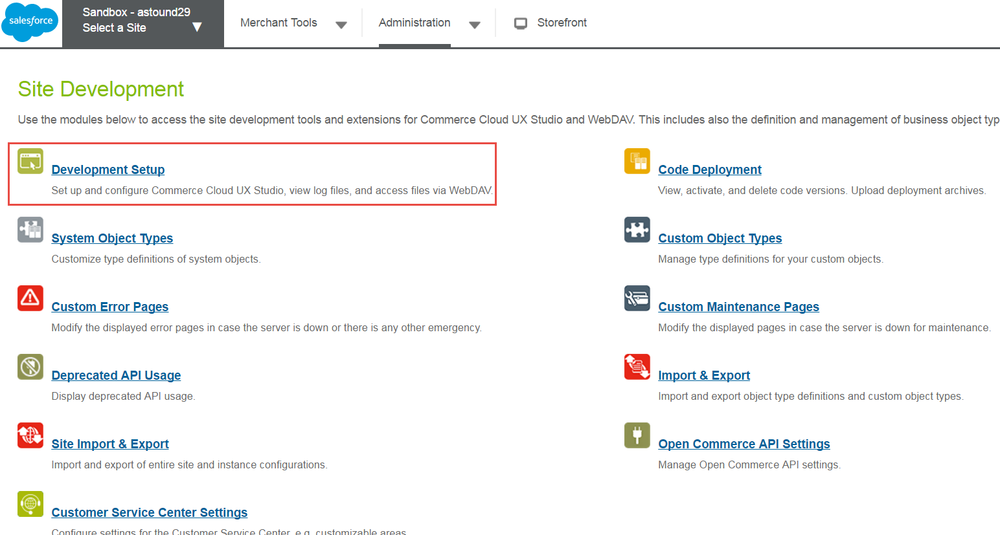 salesforce
Sandbox - astound29
Select a Site
Merchant Tools
Administration
Storefront
Site Development
Use the modules below to access the site development tools and extensions for Commerce Cloud UX Studio and WebDAV. This includes also the definition and management of business object typ
Development Setup
Set up and configure Commerce Cloud UX Studio, view log files, and access files via WebDAV.
Code Deployment
View, activate, and delete code versions. Upload deployment archives.
System Object Types
Customize type definitions of system objects.
Custom Object Types
Manage type definitions for your custom objects.
Custom Error Pages
Modify the displayed error pages in case the server is down or there is any other emergency.
Custom Maintenance Pages
Modify the displayed pages in case the server is down for maintenance.
Deprecated API Usage
Display deprecated API usage.
Import & Export
Import and export object type definitions and custom object types.
Site Import & Export
Import and export of entire site and instance configurations.
Open Commerce API Settings
Manage Open Commerce API settings.
Customer Service Center Settings
Configure settings for the Customer Service Center, e.g. customizable areas.